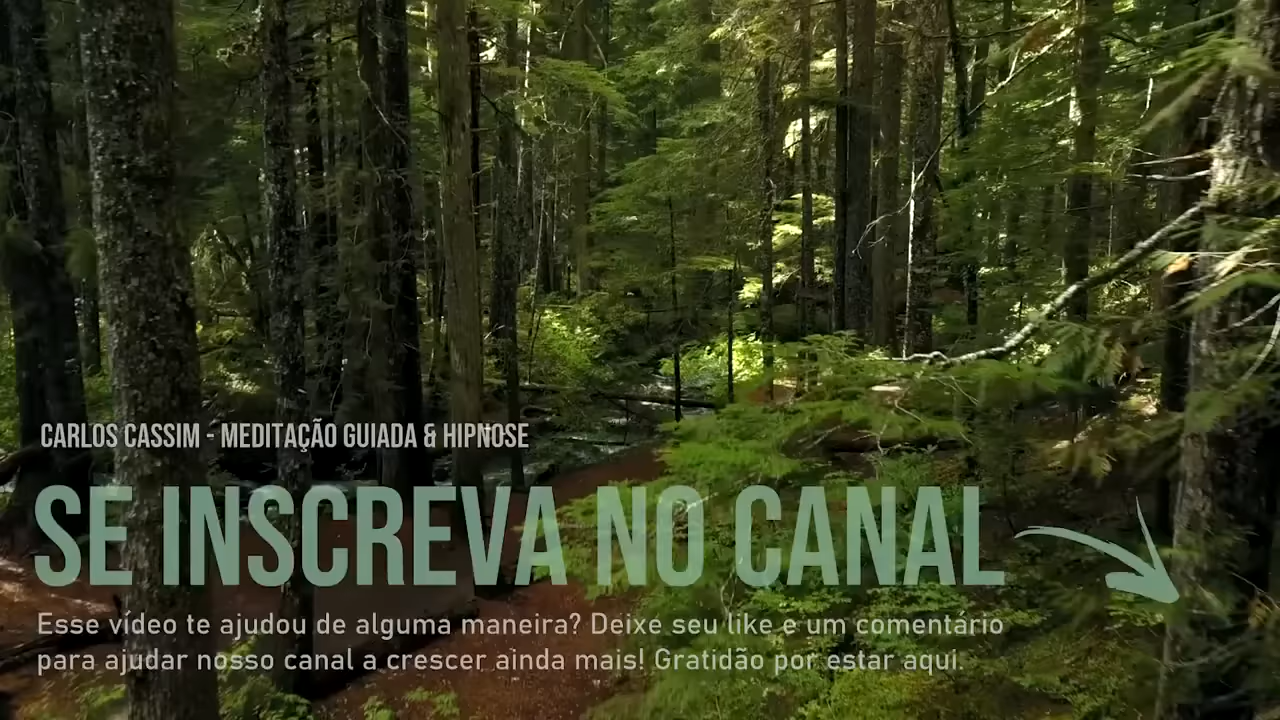 CARLOS CASSIM - MEDITAÇÃO GUIADA & HIPNOSE
SE INSCREVA NO CANAL
Esse vídeo te ajudou de alguma maneira? Deixe seu like e um comentário
para ajudar nosso canal a crescer ainda mais! Gratidão por estar aqui.